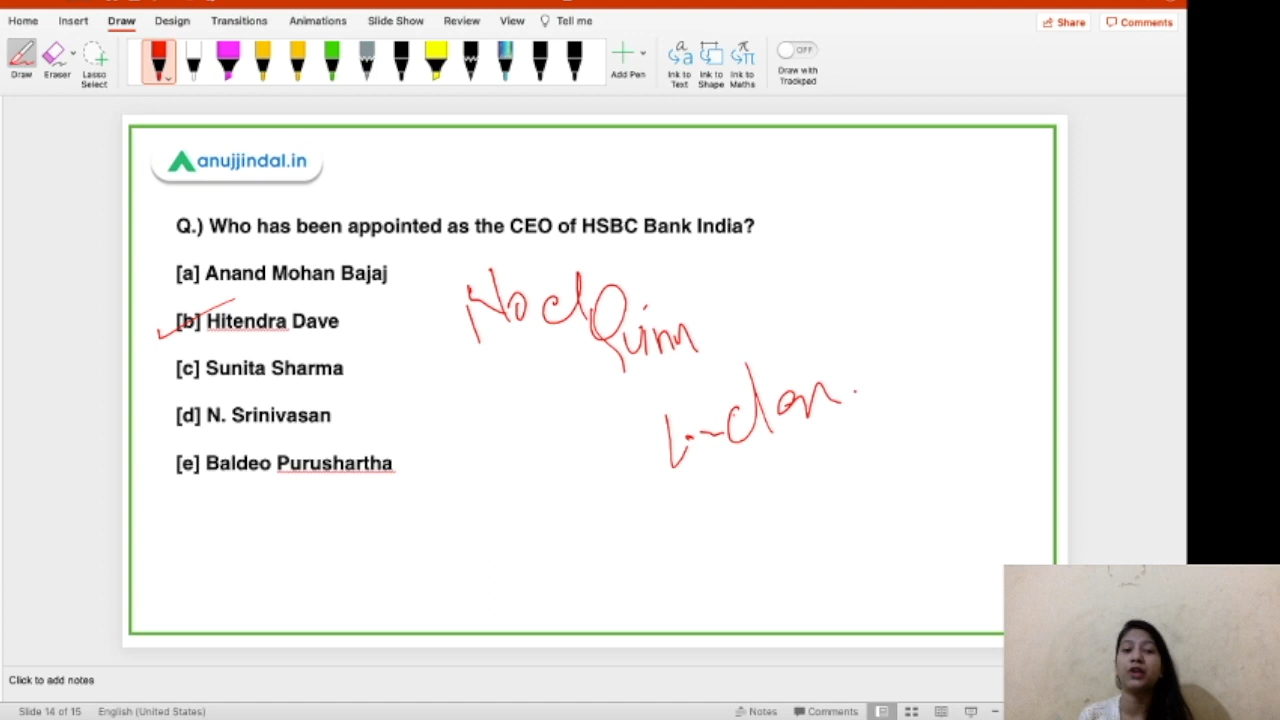 Home Insert Draw Design Transitions Animations Slide Show Review View Tell me Share Comments
Draw Eraser Lasso Select Add Pen Ink to Text Ink to Shape Ink to Maths OFF Draw with Trackpad
anujjindal.in
Q.) Who has been appointed as the CEO of HSBC Bank India?
[a] Anand Mohan Bajaj
[b] Hitendra Dave
[c] Sunita Sharma
[d] N. Srinivasan
[e] Baldeo Purushartha
Noel
Quinn
London.
Click to add notes
Slide 14 of 15 English (United States) Notes Comments